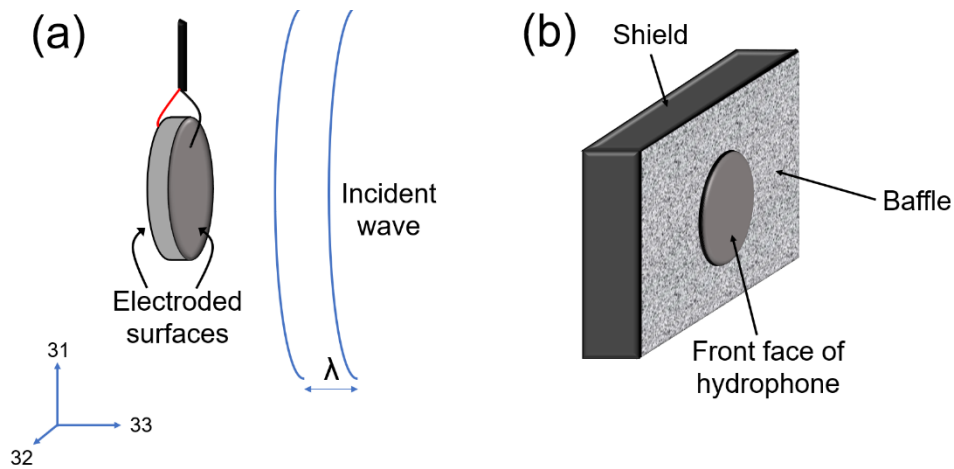 (a)
Incident
wave
Electroded
surfaces
λ
31
33
32
(b)
Shield
Baffle
Front face of
hydrophone